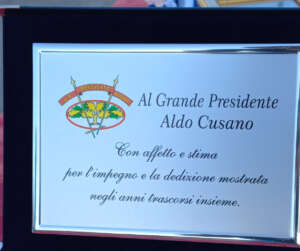 Al Grande Presidente
Aldo Cusano
Con affetto e stima
per l'impegno e la dedizione mostrata
negli anni trascorsi insieme.